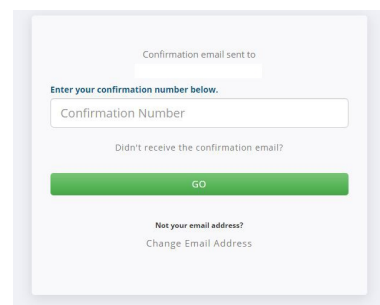 Confirmation email sent to
Enter your confirmation number below.
Confirmation Number
Didn't receive the confirmation email?
GO
Not your email address?
Change Email Address